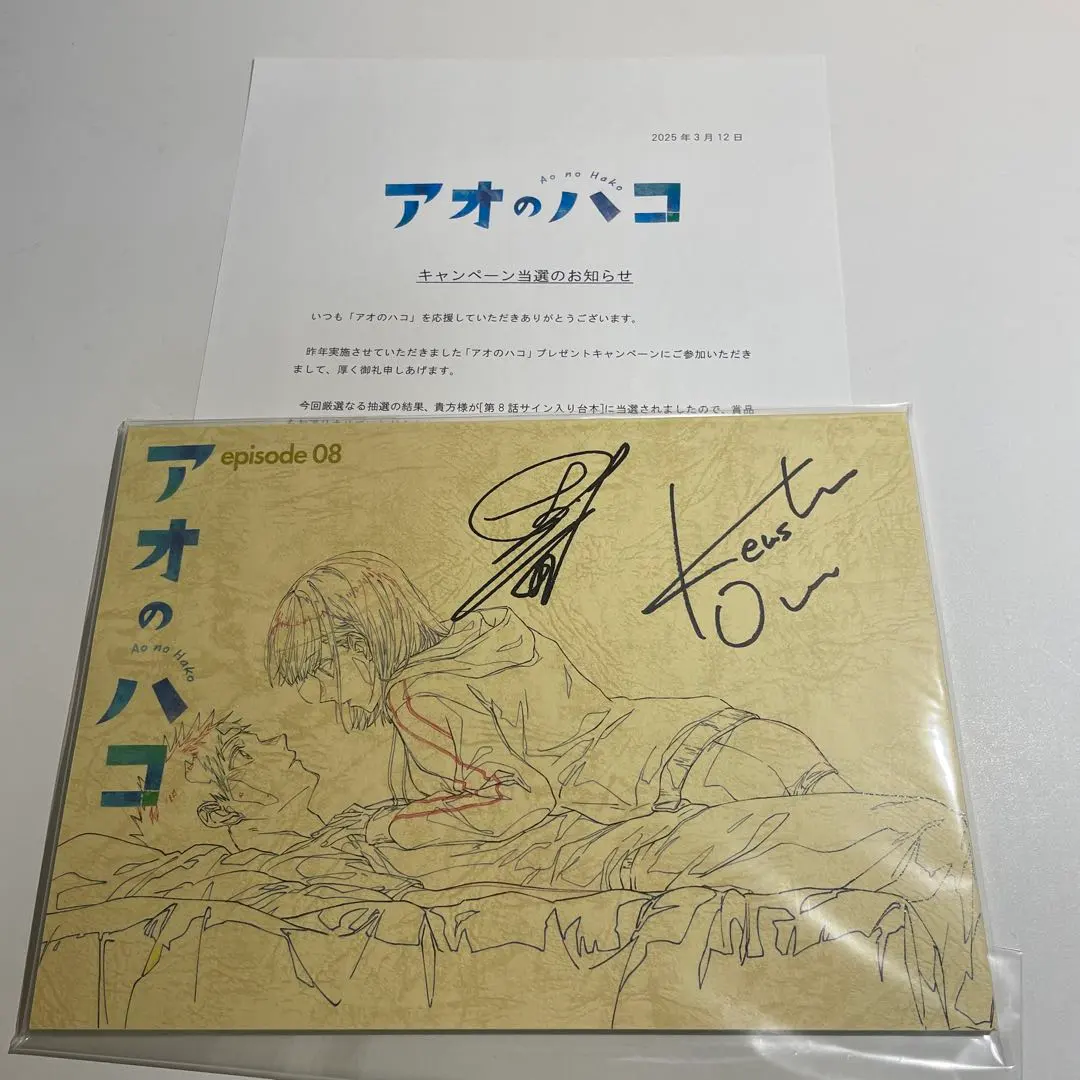 2025年3月12日
Ao no Hako
アオのハコ
キャンペーン当選のお知らせ
いつも「アオのハコ」を応援していただきありがとうございます。
昨年実施させていただきました「アオのハコ」プレゼントキャンペーンにご参加いただき
まして、厚く御礼申しあげます。
今回厳選なる抽選の結果、貴方様が[第8話サイン入り台本]に当選されましたので、賞品
アオのハコ
Ao no Hako
episode 08